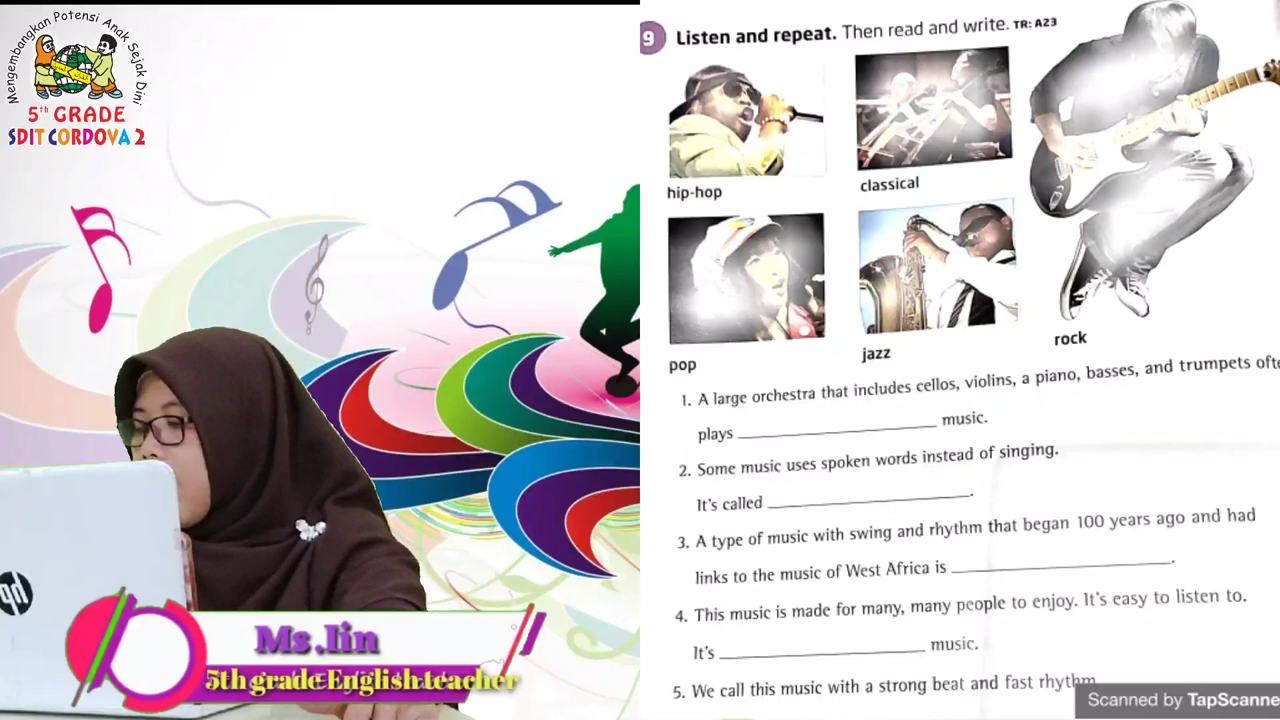 Mengembangkan Potensi Anak Sejak Dini
5th GRADE
SDIT CORDOVA 2
hp
Ms.Iin
5th grade English teacher
9 Listen and repeat. Then read and write. TR: A23
hip-hop
classical
pop
jazz
rock
1. A large orchestra that includes cellos, violins, a piano, basses, and trumpets
plays ____________ music.
2. Some music uses spoken words instead of singing.
It's called ____________.
3. A type of music with swing and rhythm that began 100 years ago and had
links to the music of West Africa is ____________.
4. This music is made for many, many people to enjoy. It's easy to listen to.
It's ____________ music.
5. We call this music with a strong beat and fast rhythm
Scanned by TapScanne